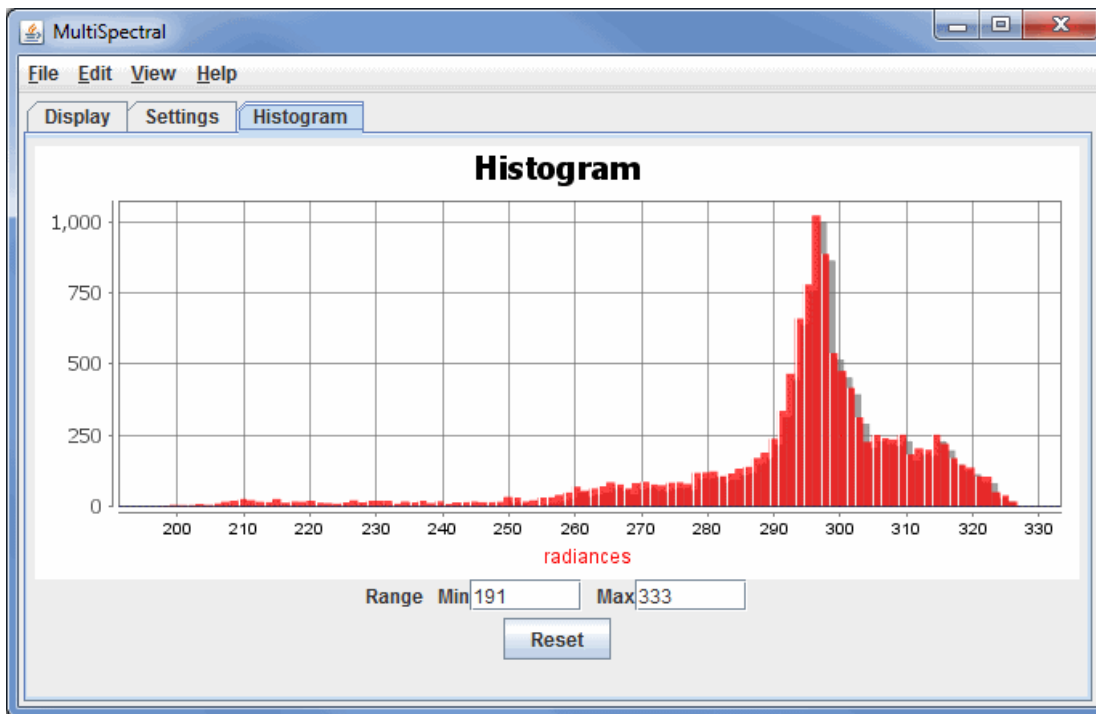 MultiSpectral
File Edit View Help
Display Settings Histogram
Histogram
1,000
750
500
250
0
200 210 220 230 240 250 260 270 280 290 300 310 320 330
radiances
Range Min 191 Max 333
Reset